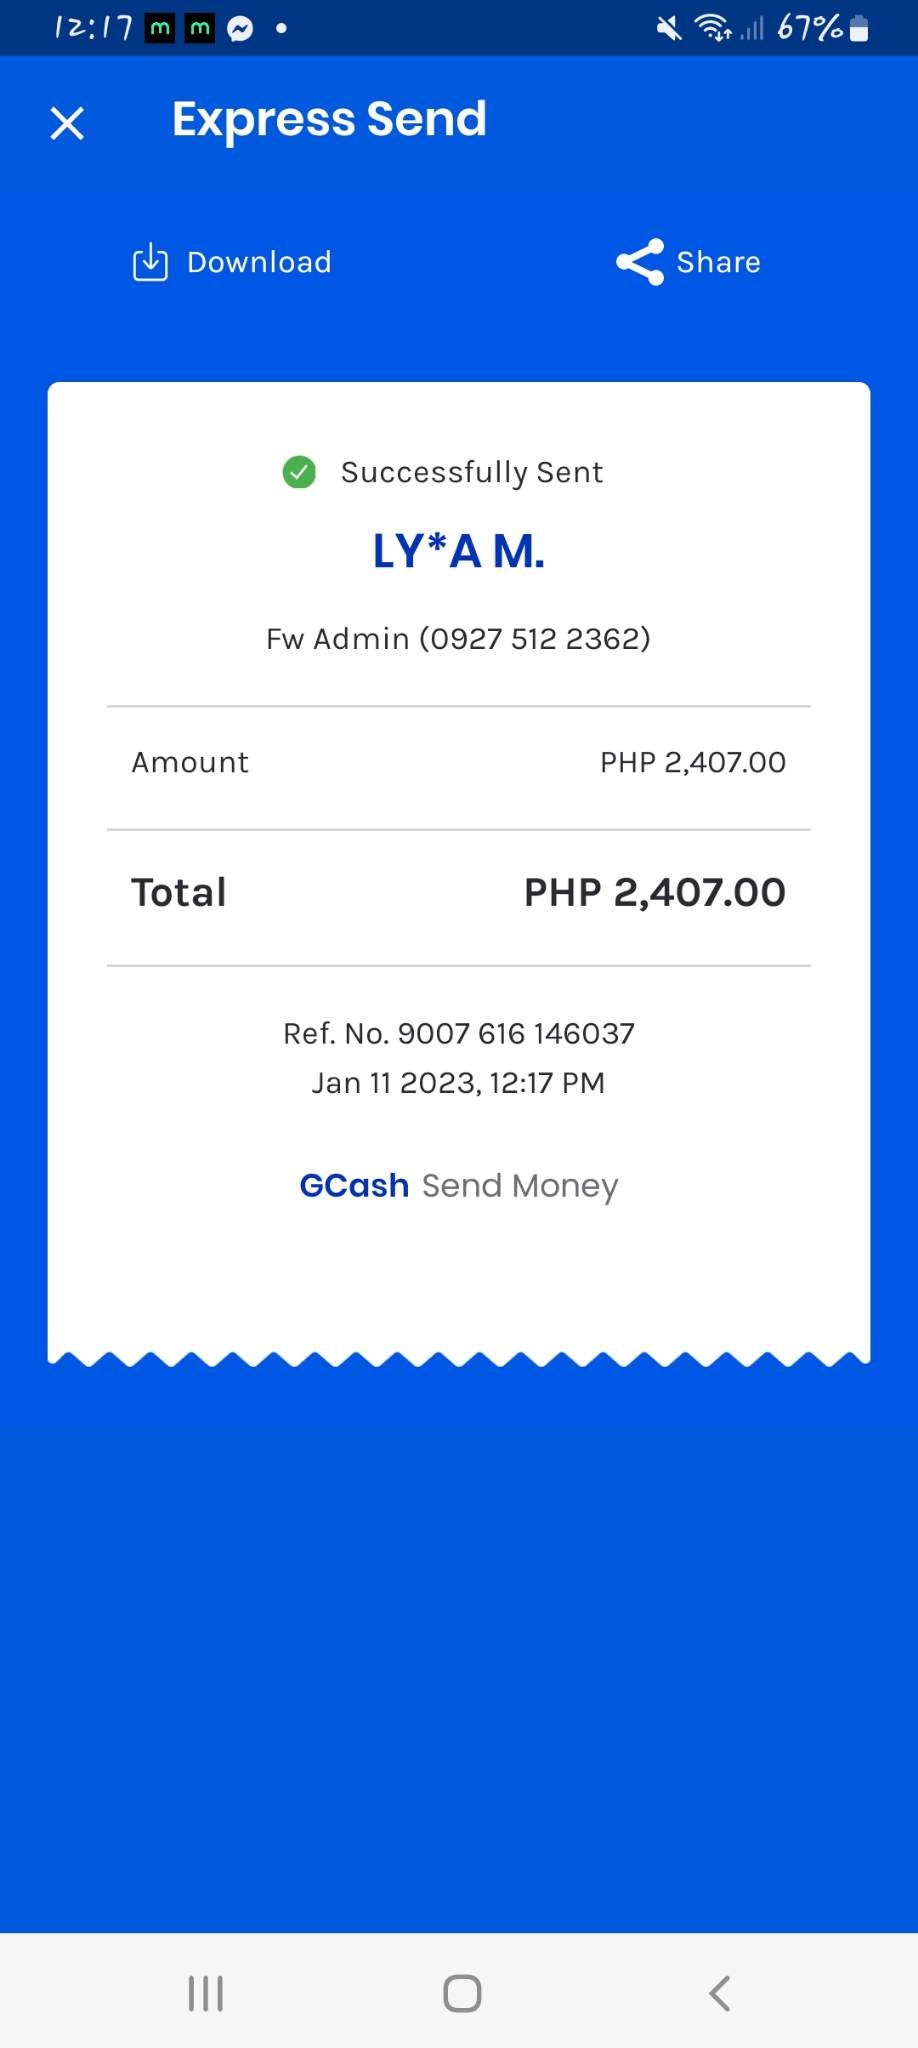 12:17 67%
Express Send
Download Share
Successfully Sent
LY*A M.
Fw Admin (0927 512 2362)
Amount PHP 2,407.00
Total PHP 2,407.00
Ref. No. 9007 616 146037
Jan 11 2023, 12:17 PM
GCash Send Money